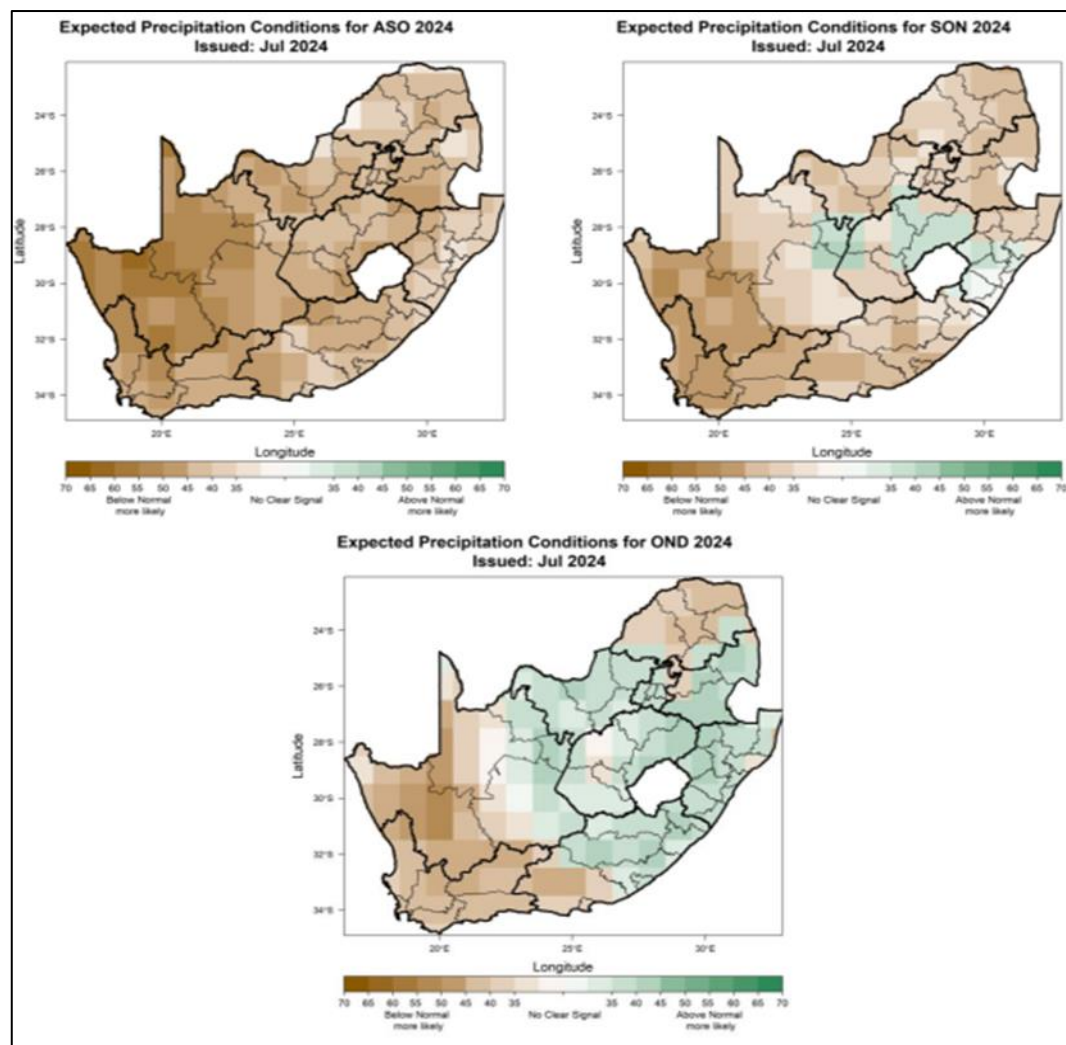 Expected Precipitation Conditions for ASO 2024
Issued: Jul 2024
24°S
26°S
28°S
30°S
32°S
34°S
Latitude
20°E
25°E
30°E
Longitude
70 65 60 55 50 45 40 35 35 40 45 50 55 60 65 70
Below Normal No Clear Signal Above Normal
more likely more likely
Expected Precipitation Conditions for SON 2024
Issued: Jul 2024
24°S
26°S
28°S
30°S
32°S
34°S
Latitude
20°E
25°E
30°E
Longitude
70 65 60 55 50 45 40 35 35 40 45 50 55 60 65 70
Below Normal No Clear Signal Above Normal
more likely more likely
Expected Precipitation Conditions for OND 2024
Issued: Jul 2024
24°S
26°S
28°S
30°S
32°S
34°S
Latitude
20°E
25°E
30°E
Longitude
70 65 60 55 50 45 40 35 35 40 45 50 55 60 65 70
Below Normal No Clear Signal Above Normal
more likely more likely